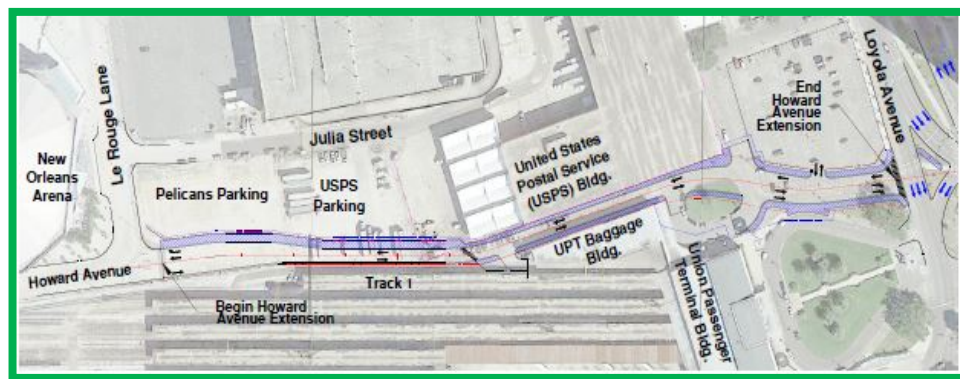 New
Orleans
Arena
Le Rouge Lane
Julia Street
Pelicans Parking
USPS
Parking
United States
Postal Service
(USPS) Bldg.
End
Howard
Avenue
Extension
Loyola Avenue
UPT Baggage
Bldg.
Union Passenger
Terminal Bldg.
Howard Avenue
Track 1
Begin Howard
Avenue Extension